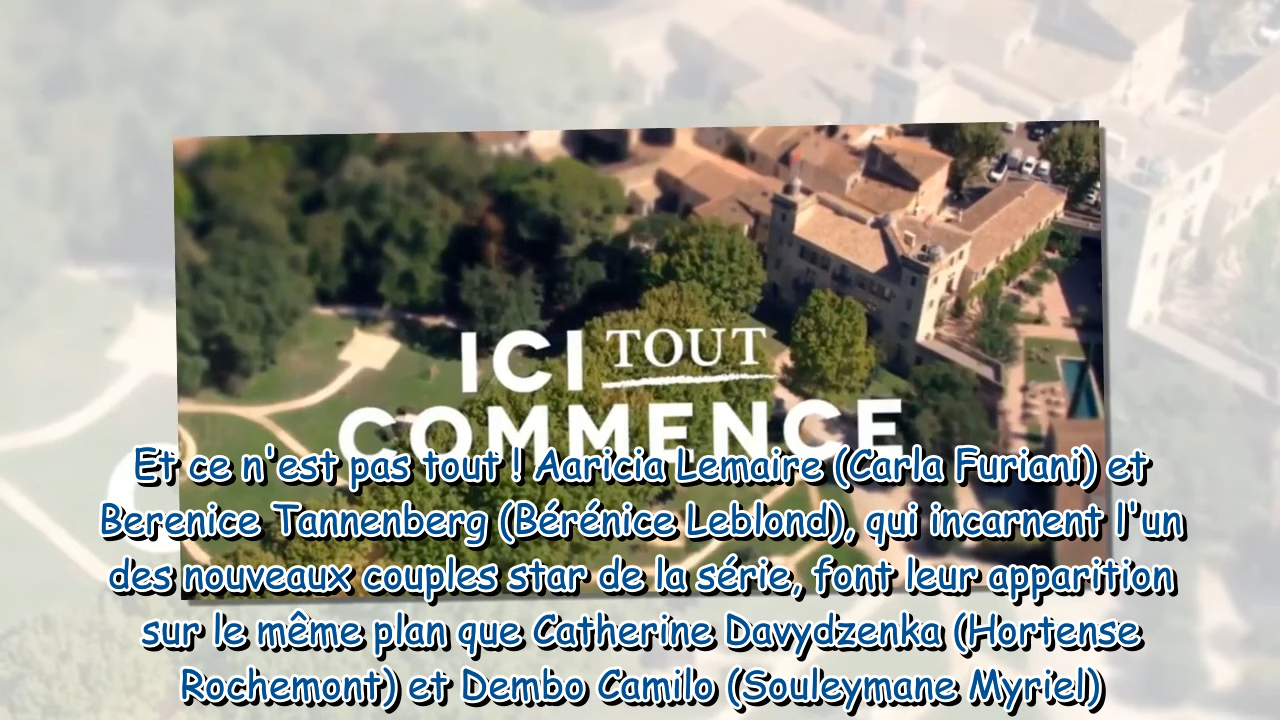 ICI TOUT
COMMENCE
Et ce n'est pas tout ! Aaricia Lemaire (Carla Furiani) et
Berenice Tannenberg (Bérénice Leblond), qui incarnent l'un
des nouveaux couples star de la série, font leur apparition
sur le même plan que Catherine Davydzenka (Hortense
Rochemont) et Dembo Camilo (Souleymane Myriel)